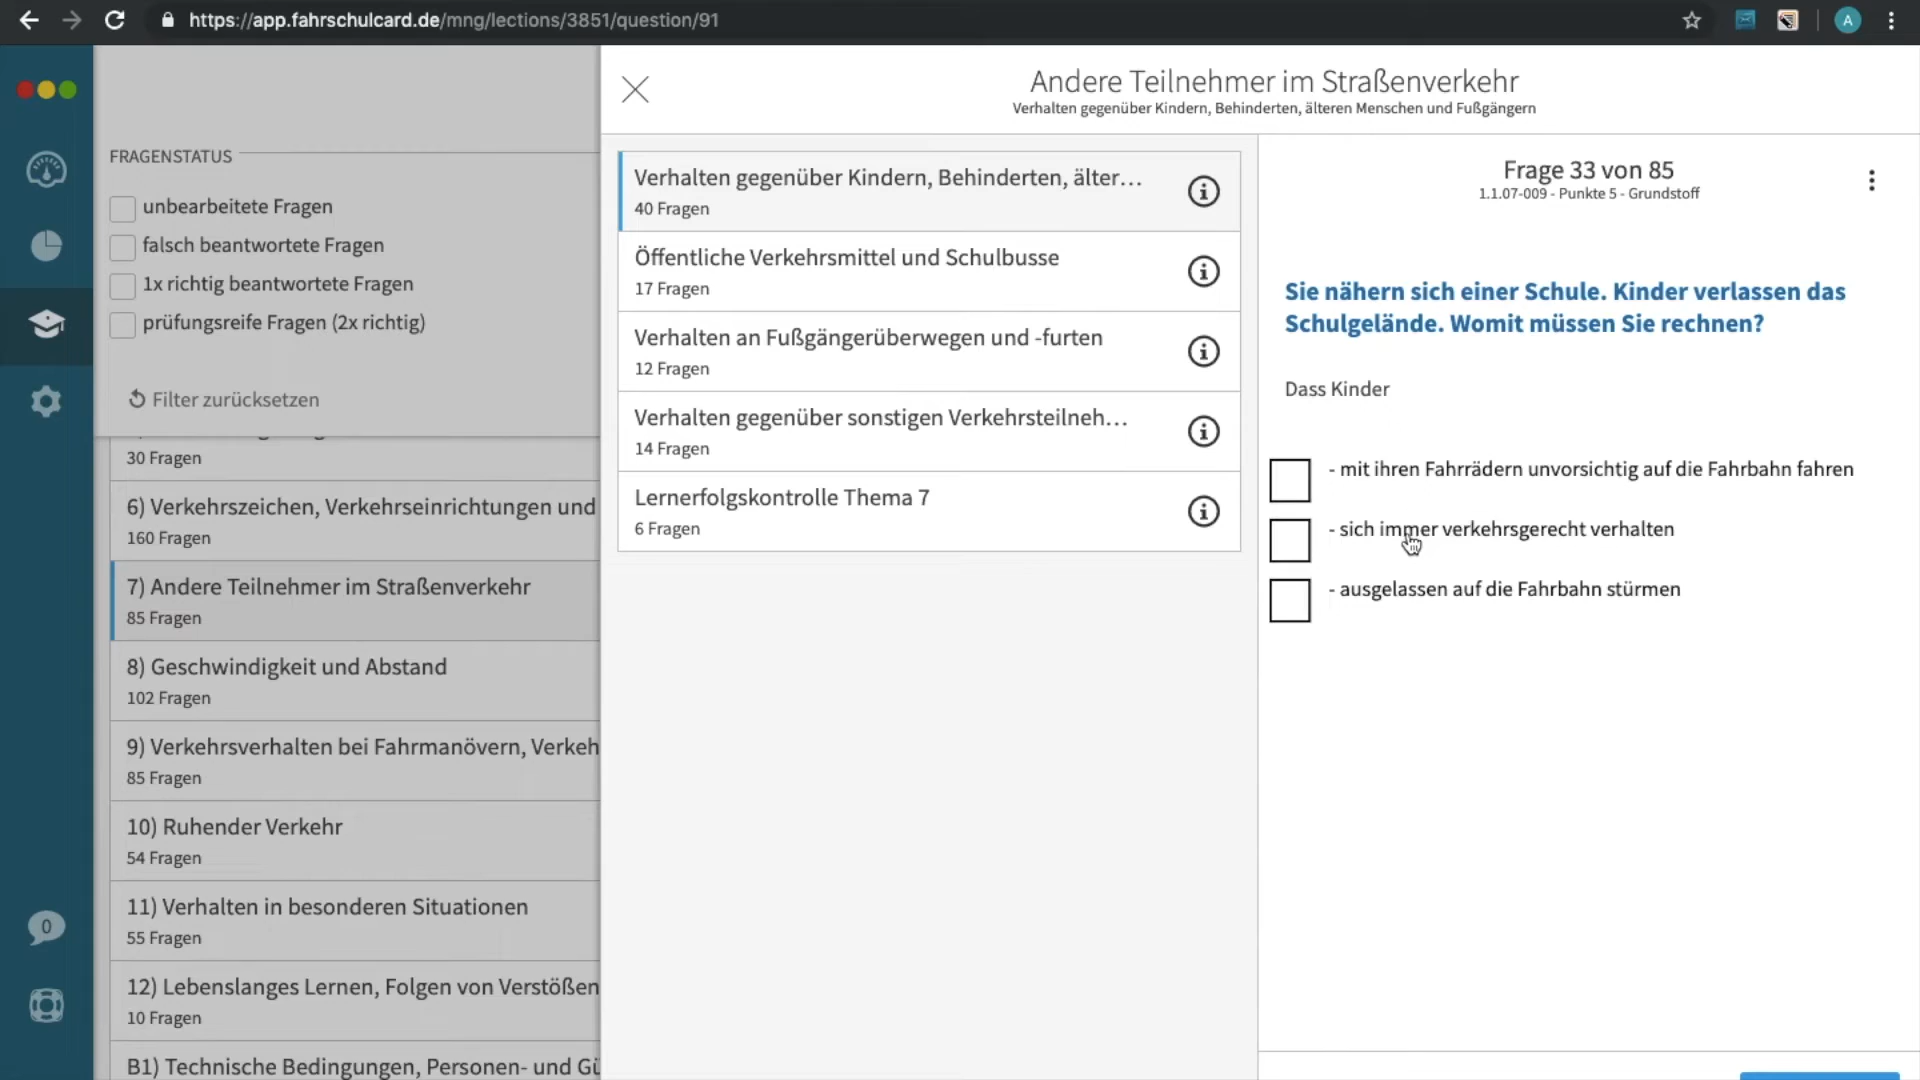 https://app.fahrschulcard.de/mng/lections/3851/question/91
A
FRAGENSTATUS
unbearbeitete Fragen
falsch beantwortete Fragen
1x richtig beantwortete Fragen
prüfungsreife Fragen (2x richtig)
Filter zurücksetzen
30 Fragen
6) Verkehrszeichen, Verkehrseinrichtungen und
160 Fragen
7) Andere Teilnehmer im Straßenverkehr
85 Fragen
8) Geschwindigkeit und Abstand
102 Fragen
9) Verkehrsverhalten bei Fahrmanövern, Verkeh
85 Fragen
10) Ruhender Verkehr
54 Fragen
11) Verhalten in besonderen Situationen
55 Fragen
12) Lebenslanges Lernen, Folgen von Verstößen
10 Fragen
B1) Technische Bedingungen, Personen- und Gü
0
Andere Teilnehmer im Straßenverkehr
Verhalten gegenüber Kindern, Behinderten, älteren Menschen und Fußgängern
Verhalten gegenüber Kindern, Behinderten, älter...
40 Fragen
Öffentliche Verkehrsmittel und Schulbusse
17 Fragen
Verhalten an Fußgängerüberwegen und -furten
12 Fragen
Verhalten gegenüber sonstigen Verkehrsteilneh...
14 Fragen
Lernerfolgskontrolle Thema 7
6 Fragen
Frage 33 von 85
1.1.07-009 - Punkte 5 - Grundstoff
Sie nähern sich einer Schule. Kinder verlassen das
Schulgelände. Womit müssen Sie rechnen?
Dass Kinder
- mit ihren Fahrrädern unvorsichtig auf die Fahrbahn fahren
- sich immer verkehrsgerecht verhalten
- ausgelassen auf die Fahrbahn stürmen